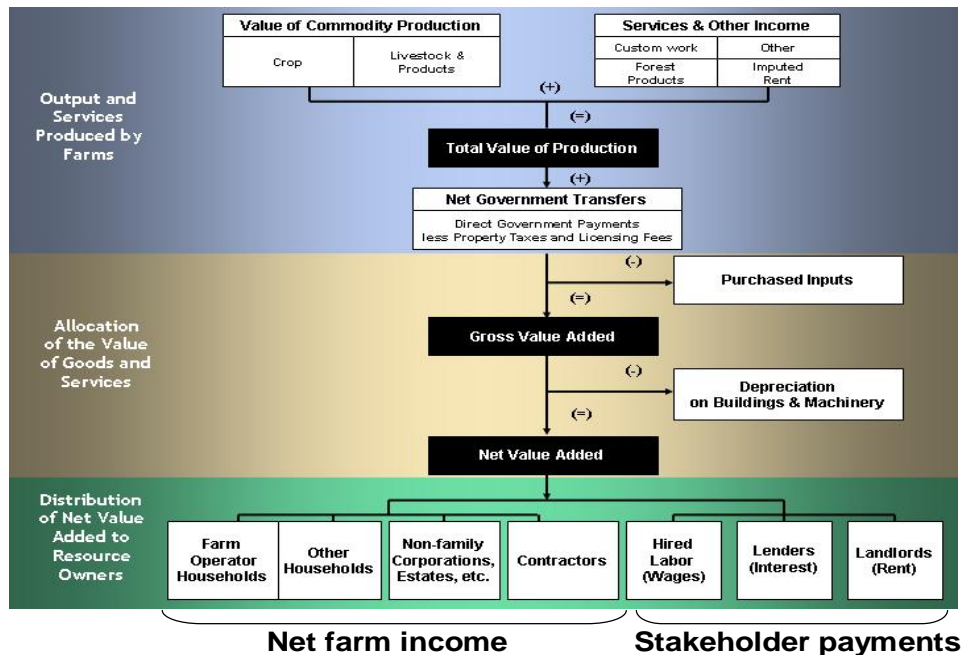 Value of Commodity Production
Crop
Livestock &
Products
Services & Other Income
Custom work
Other
Forest
Products
Imputed
Rent
(+)
(=)
Output and
Services
Produced by
Farms
Total Value of Production
(+)
Net Government Transfers
Direct Government Payments
less Property Taxes and Licensing Fees
(-)
Purchased Inputs
(=)
Allocation
of the Value
of Goods and
Services
Gross Value Added
(-)
Depreciation
on Buildings & Machinery
(=)
Net Value Added
Distribution
of Net Value
Added to
Resource
Owners
Farm
Operator
Households
Other
Households
Non-family
Corporations,
Estates, etc.
Contractors
Hired
Labor
(Wages)
Lenders
(Interest)
Landlords
(Rent)
Net farm income
Stakeholder payments